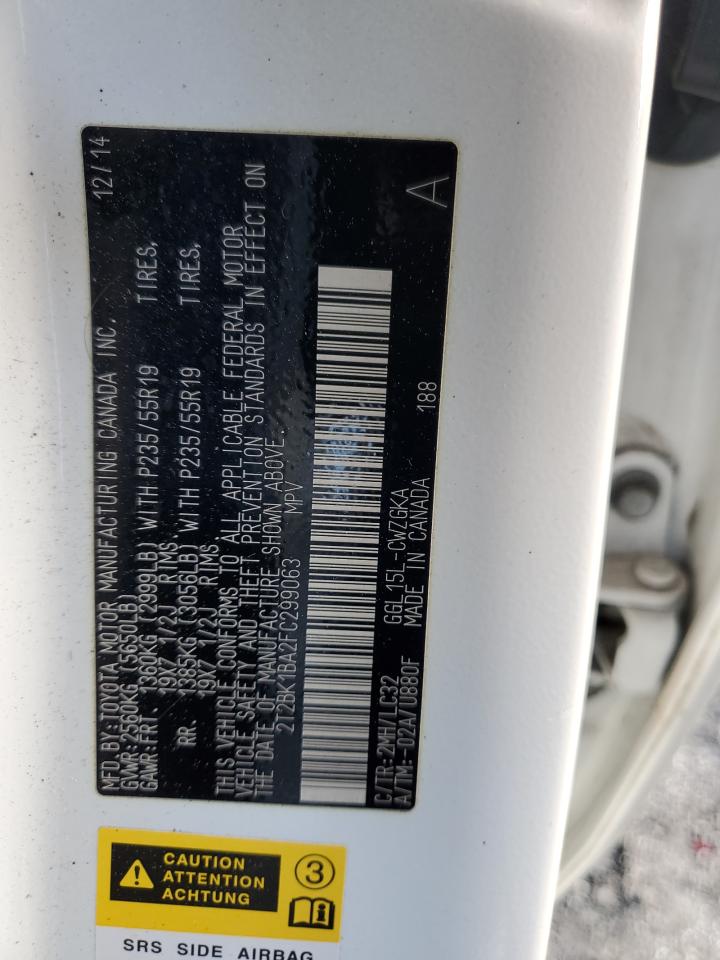 MFD. BY: TOYOTA MOTOR MANUFACTURING CANADA INC. 12/14
GVWR: 2560KG (5650LB)
GAWR: FRT. 1360KG (2999LB) WITH P235/55R19 TIRES,
19X7 1/2J RIMS,
RR. 1385KG (3056LB) WITH P235/55R19 TIRES,
19X7 1/2J RIMS.
THIS VEHICLE CONFORMS TO ALL APPLICABLE FEDERAL MOTOR
VEHICLE SAFETY AND THEFT PREVENTION STANDARDS IN EFFECT ON
THE DATE OF MANUFACTURE SHOWN ABOVE.
2T2BK1BA2FC299063 MPV
A
C/TR: 2MH/LC32 GGL15L-CWZGKA
A/TM: -02A/U880F MADE IN CANADA 188
CAUTION
ATTENTION
ACHTUNG
3
SRS SIDE AIRBAG